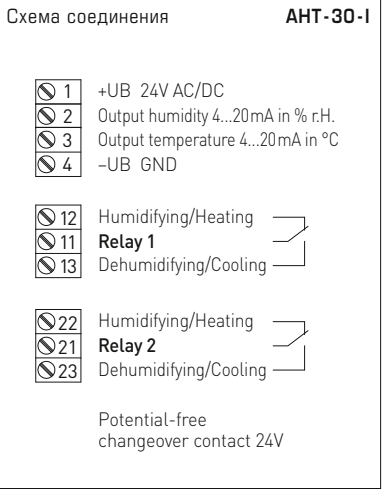 Схема соединения AHT-30-I
1 +UB 24V AC/DC
2 Output humidity 4...20mA in % r.H.
3 Output temperature 4...20mA in °C
4 –UB GND
12 Humidifying/Heating
11 Relay 1
13 Dehumidifying/Cooling
22 Humidifying/Heating
21 Relay 2
23 Dehumidifying/Cooling
Potential-free
changeover contact 24V